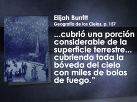 Elijah Burritt
Geografía de los Cielos, p. 157
...cubrió una porción
considerable de la
superficie terrestre...
cubriendo toda la
bóveda del cielo
con miles de bolas
de fuego.”